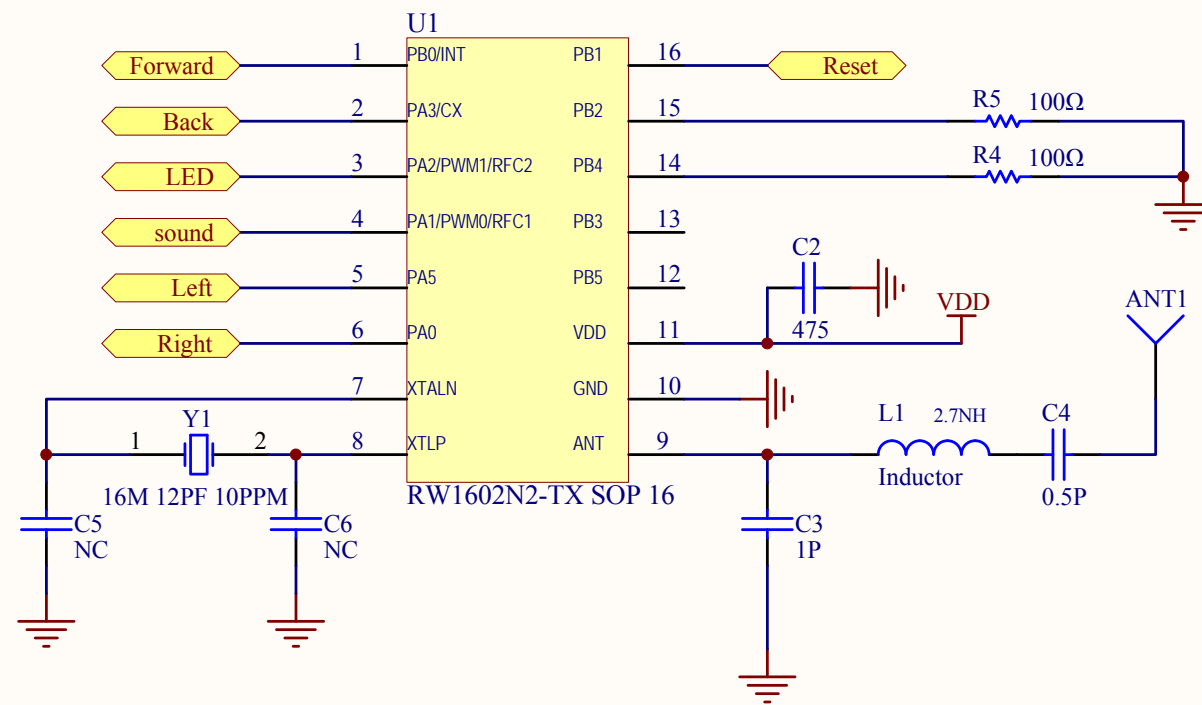 U1
Forward 1 PB0/INT PB1 16 Reset
Back 2 PA3/CX PB2 15 R5 100Ω
LED 3 PA2/PWM1/RFC2 PB4 14 R4 100Ω
sound 4 PA1/PWM0/RFC1 PB3 13
Left 5 PA5 PB5 12 C2
475
VDD
ANT1
Right 6 PA0 VDD 11
7 XTALN GND 10
Y1
1 2 8 XTLP ANT 9
L1 2.7NH C4
Inductor 0.5P
16M 12PF 10PPM
RW1602N2-TX SOP 16
C5 C6 C3
NC NC 1P